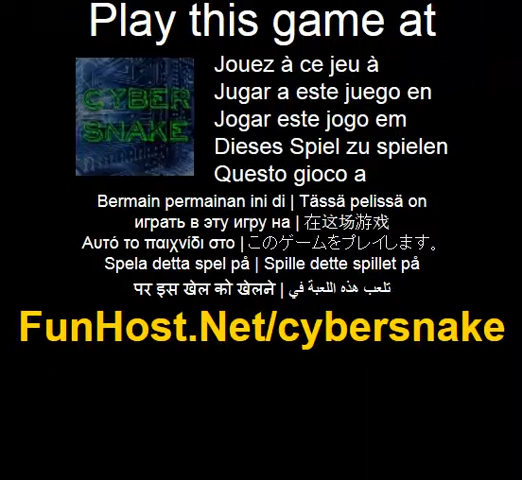 Play this game at
CYBER
SNAKE
Jouez à ce jeu à
Jugar a este juego en
Jogar este jogo em
Dieses Spiel zu spielen
Questo gioco a
Bermain permainan ini di | Tässä pelissä on
играть в эту игру на | 在这场游戏
Αυτό το παιχνίδι στο | このゲームをプレイします。
Spela detta spel på | Spille dette spillet på
पर इस खेल को खेलने | تلعب هذه اللعبة في
FunHost.Net/cybersnake